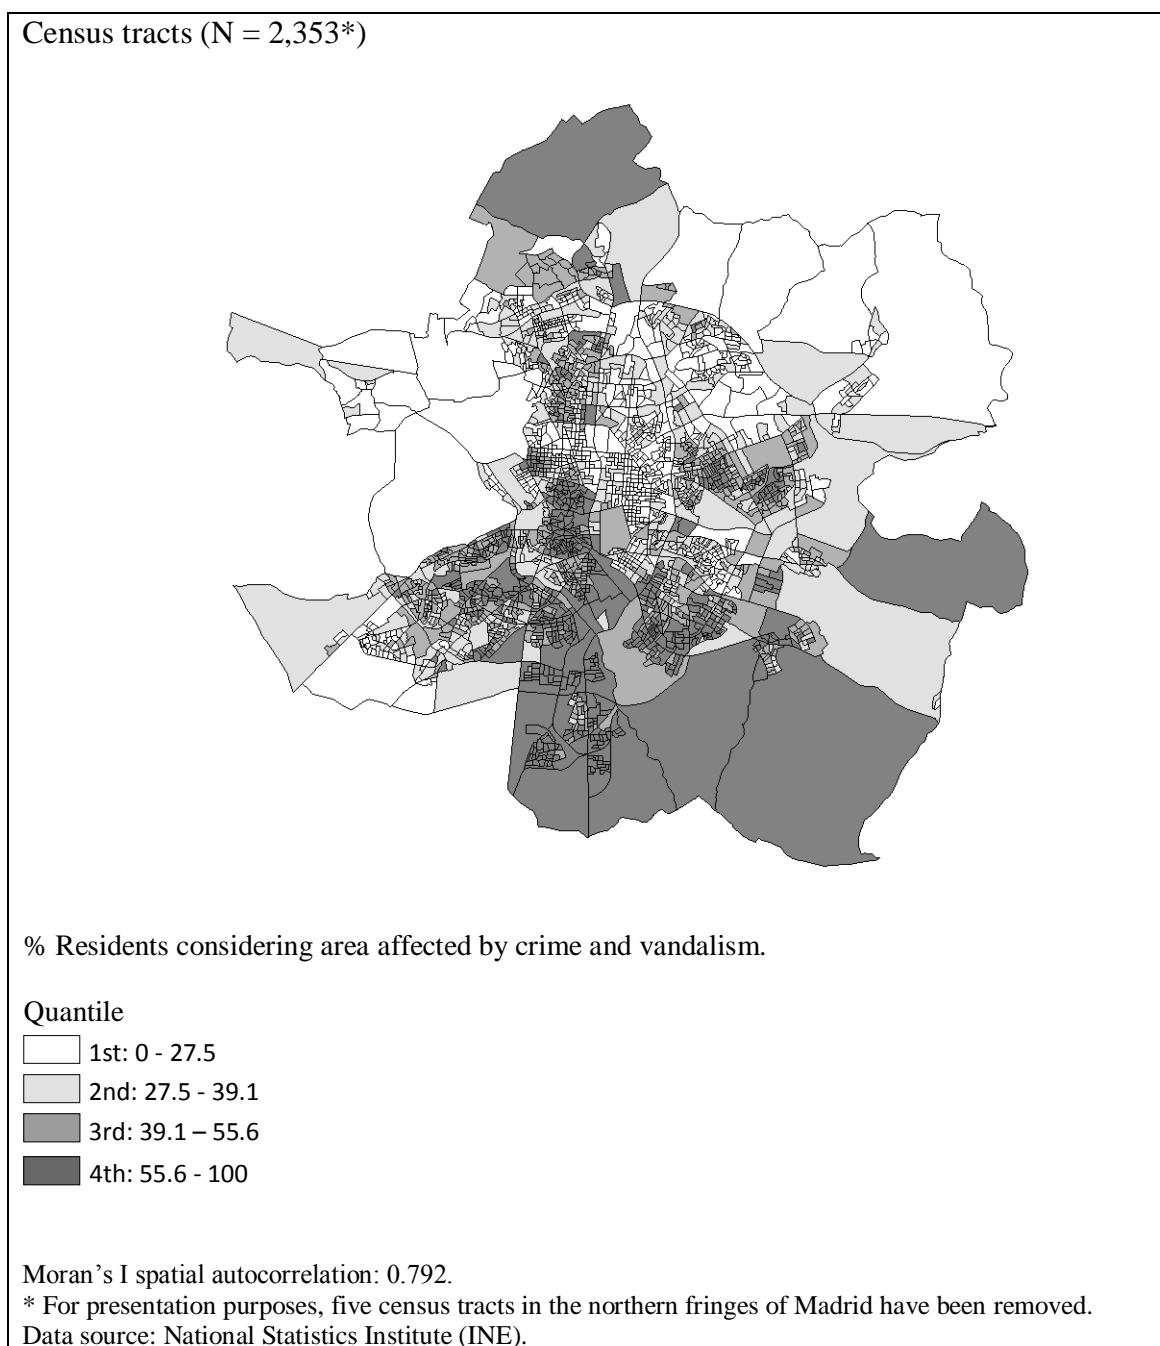 Census tracts (N = 2,353*)
% Residents considering area affected by crime and vandalism.
Quantile
1st: 0 - 27.5
2nd: 27.5 - 39.1
3rd: 39.1 – 55.6
4th: 55.6 - 100
Moran’s I spatial autocorrelation: 0.792.
* For presentation purposes, five census tracts in the northern fringes of Madrid have been removed.
Data source: National Statistics Institute (INE).